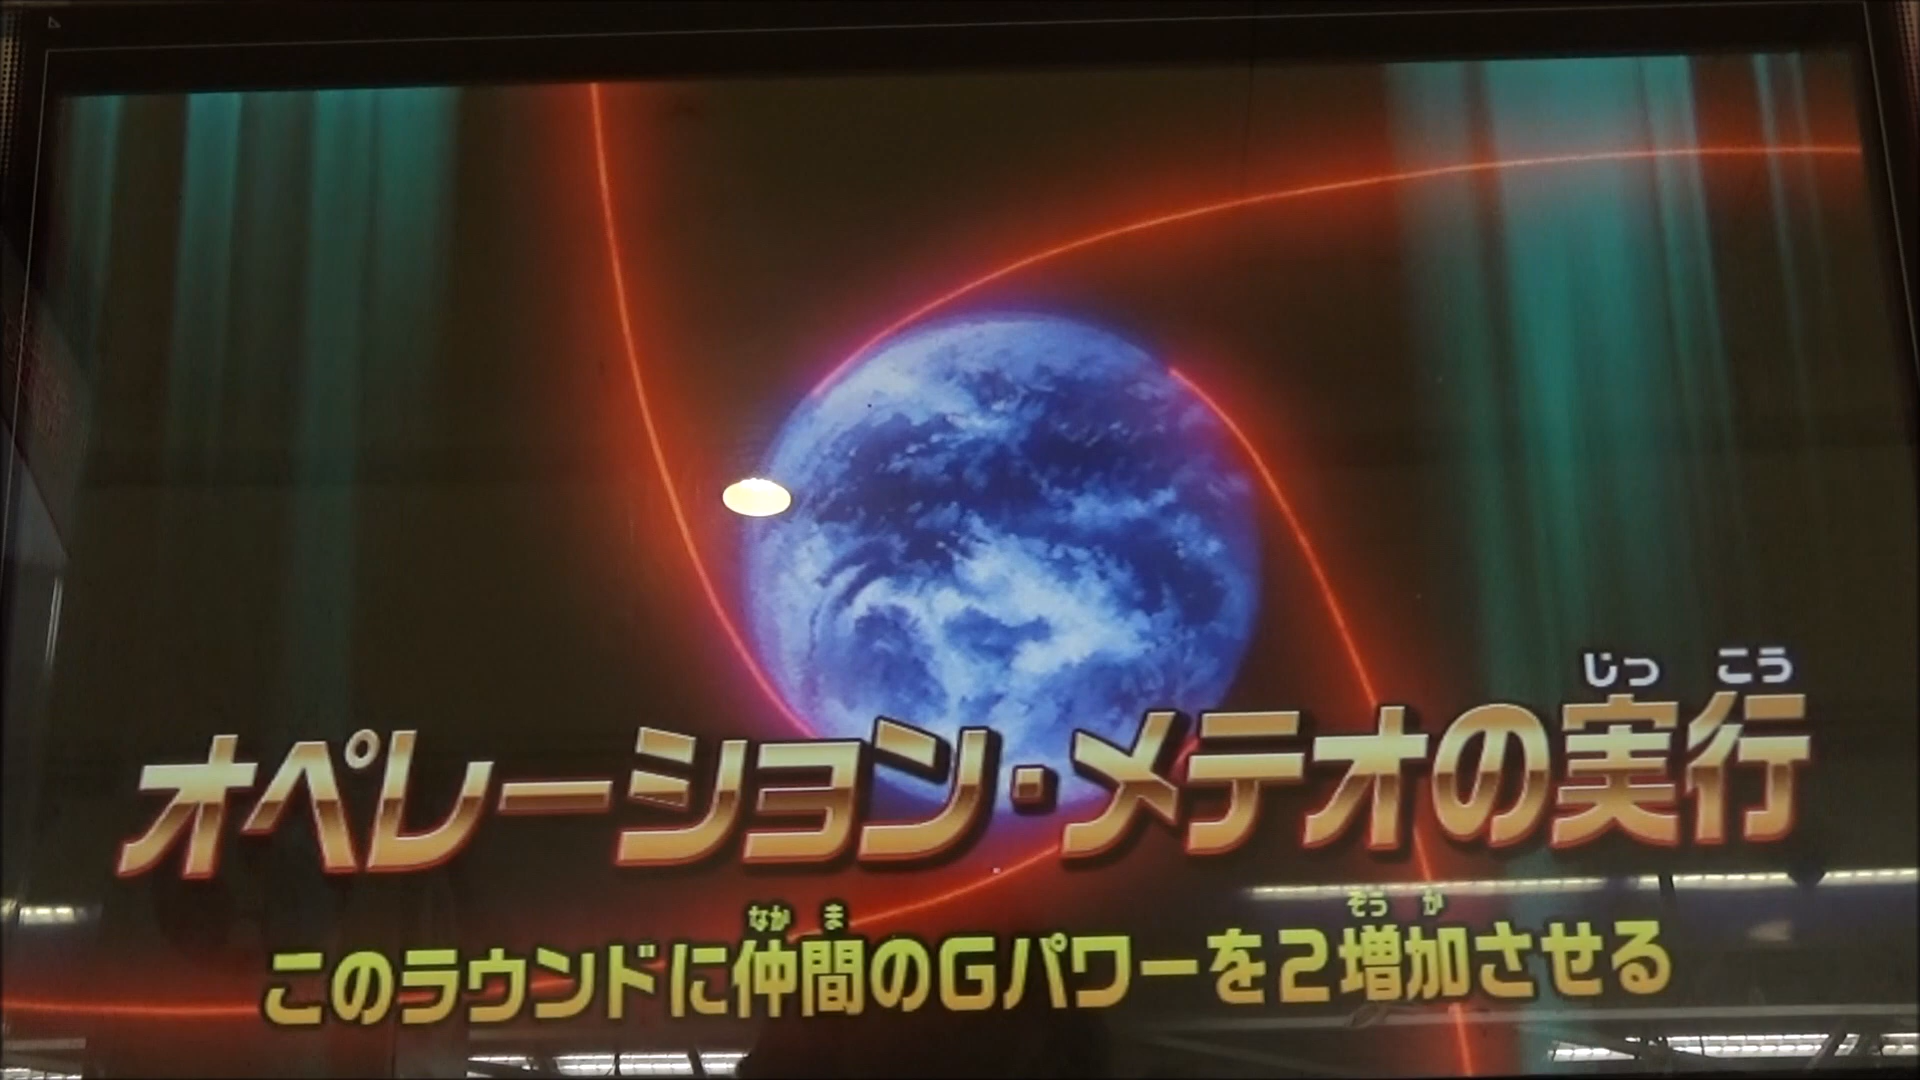 じっ こう
オペレーション・メテオの実行
なか ま ぞう か
このラウンドに仲間のGパワーを2増加させる